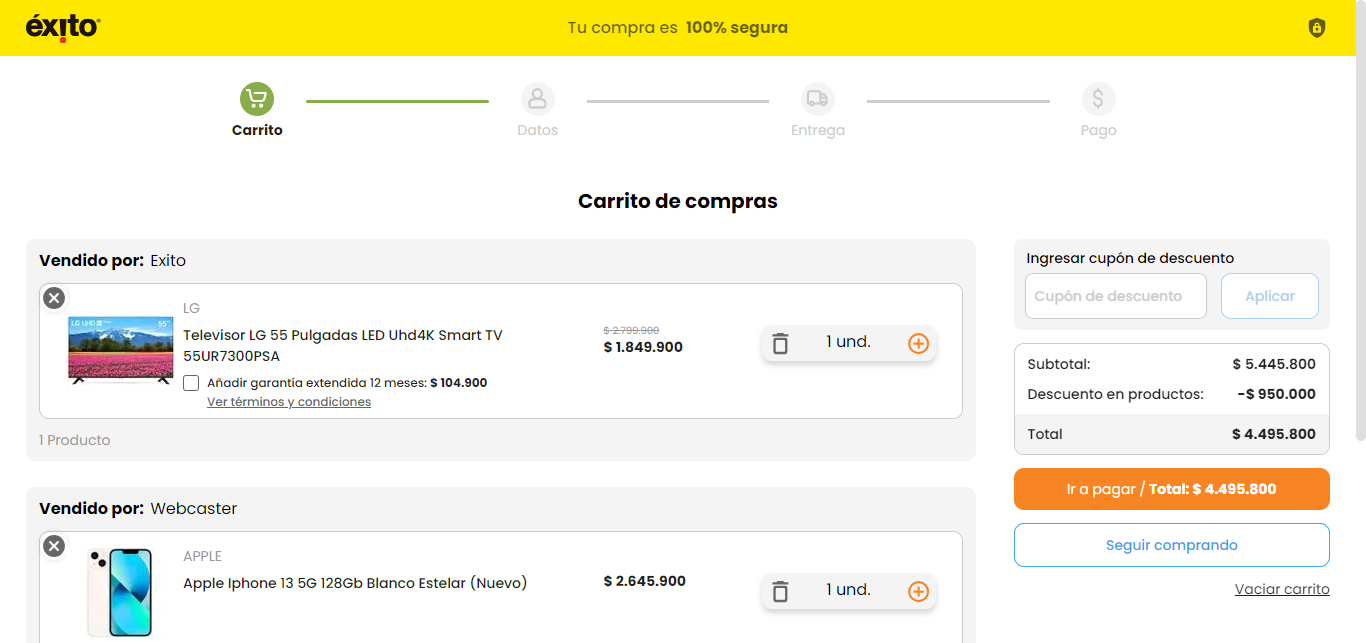 éxito
Tu compra es 100% segura
Carrito
Datos
Entrega
Pago
Carrito de compras
Vendido por: Exito
LG
Televisor LG 55 Pulgadas LED Uhd4K Smart TV
55UR7300PSA
Añadir garantía extendida 12 meses: $ 104.900
Ver términos y condiciones
$ 2.799.900
$ 1.849.900
1 und.
1 Producto
Vendido por: Webcaster
APPLE
Apple Iphone 13 5G 128Gb Blanco Estelar (Nuevo)
$ 2.645.900
1 und.
Ingresar cupón de descuento
Cupón de descuento
Aplicar
Subtotal: $ 5.445.800
Descuento en productos: -$ 950.000
Total $ 4.495.800
Ir a pagar / Total: $ 4.495.800
Seguir comprando
Vaciar carrito